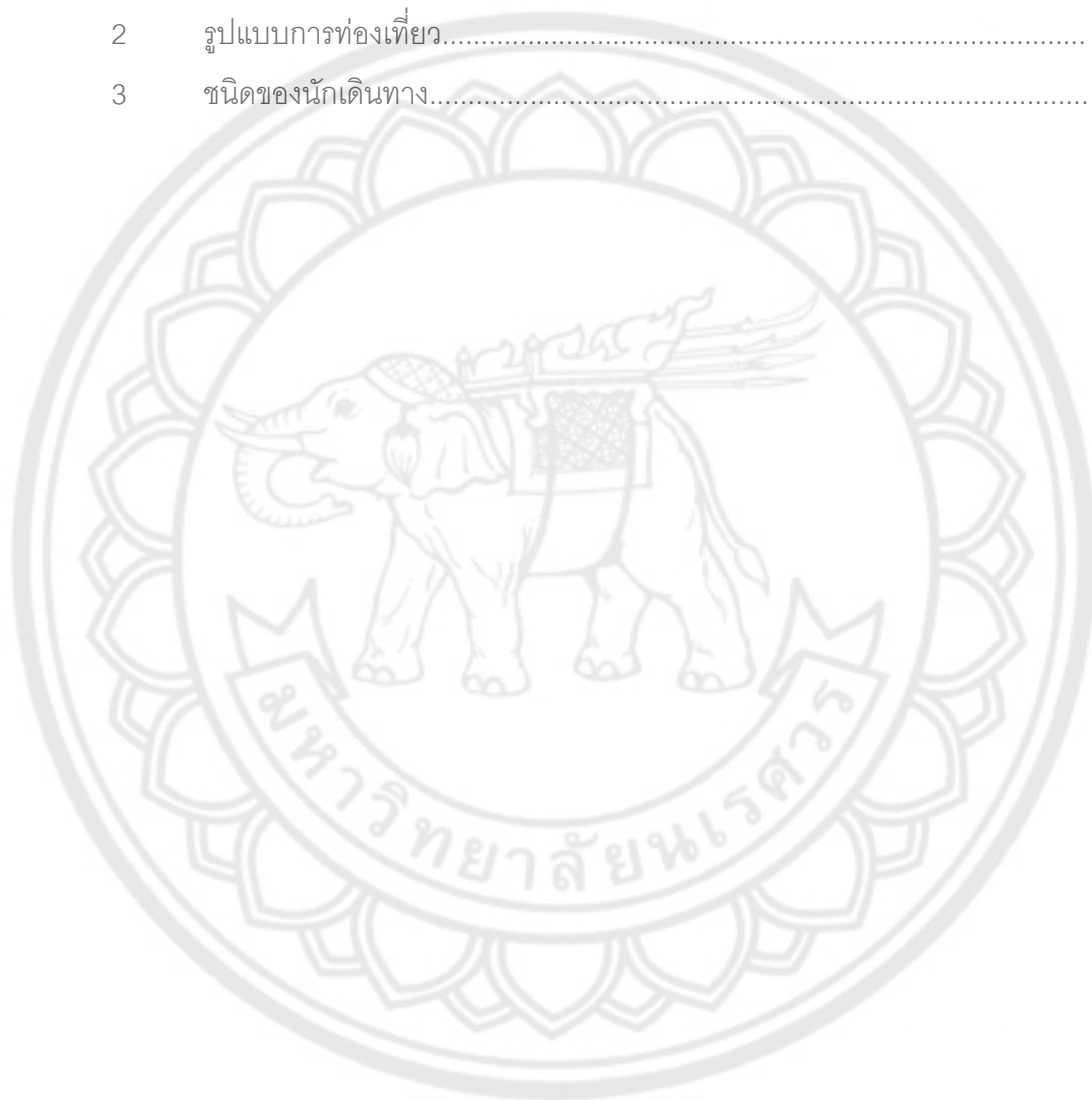 2 รูปแบบการท่องเที่ยว....................................................................................
3 ชนิดของนักเดินทาง......................................................................................
มหาวิทยาลัยนเรศวร